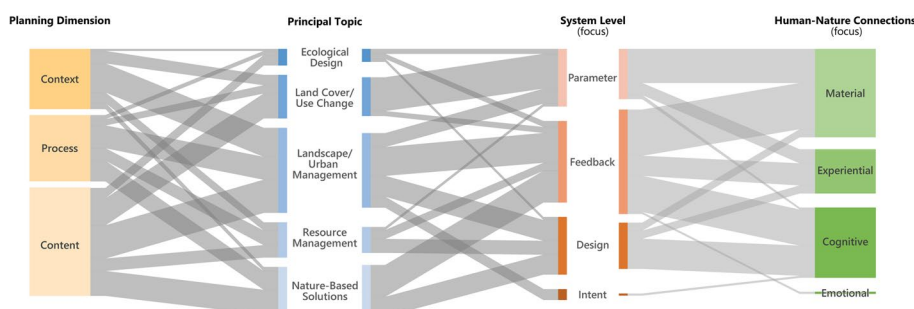 Planning Dimension
Principal Topic
System Level
(focus)
Human-Nature Connections
(focus)
Context
Process
Content
Ecological
Design
Land Cover/
Use Change
Landscape/
Urban
Management
Resource
Management
Nature-Based
Solutions
Parameter
Feedback
Design
Intent
Material
Experiential
Cognitive
Emotional